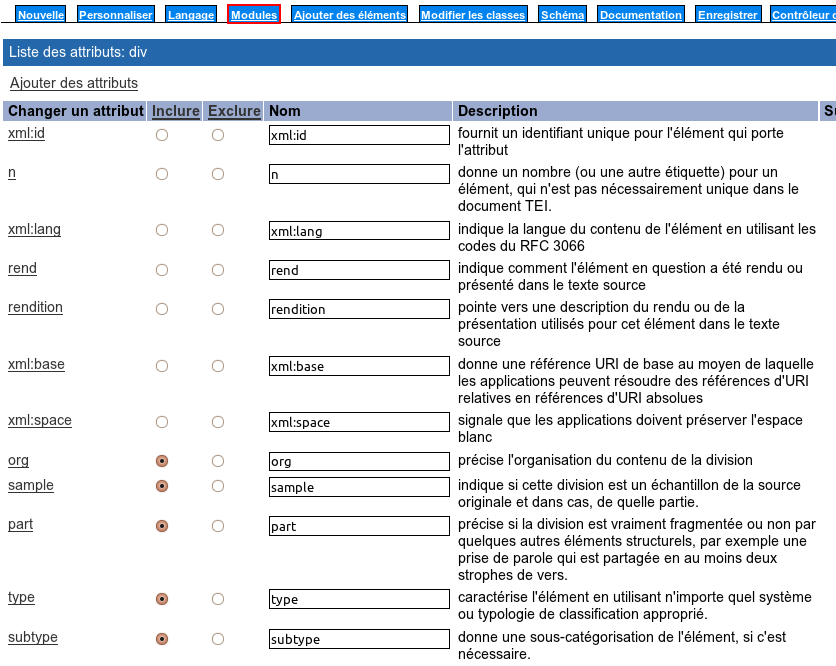 Nouvelle Personnaliser Langage Modules Ajouter des éléments Modifier les classes Schéma Documentation Enregistrer Contrôleur
Liste des attributs: div
Ajouter des attributs
Changer un attribut Inclure Exclure Nom Description
xml:id xml:id fournit un identifiant unique pour l'élément qui porte
l'attribut
n n donne un nombre (ou une autre étiquette) pour un
élément, qui n'est pas nécessairement unique dans le
document TEI.
xml:lang xml:lang indique la langue du contenu de l'élément en utilisant les
codes du RFC 3066
rend rend indique comment l'élément en question a été rendu ou
présenté dans le texte source
rendition rendition pointe vers une description du rendu ou de la
présentation utilisés pour cet élément dans le texte
source
xml:base xml:base donne une référence URI de base au moyen de laquelle
les applications peuvent résoudre des références d'URI
relatives en références d'URI absolues
xml:space xml:space signale que les applications doivent préserver l'espace
blanc
org org précise l'organisation du contenu de la division
sample sample indique si cette division est un échantillon de la source
originale et dans cas, de quelle partie.
part part précise si la division est vraiment fragmentée ou non par
quelques autres éléments structurels, par exemple une
prise de parole qui est partagée en au moins deux
strophes de vers.
type type caractérise l'élément en utilisant n'importe quel système
ou typologie de classification approprié.
subtype subtype donne une sous-catégorisation de l'élément, si c'est
nécessaire.